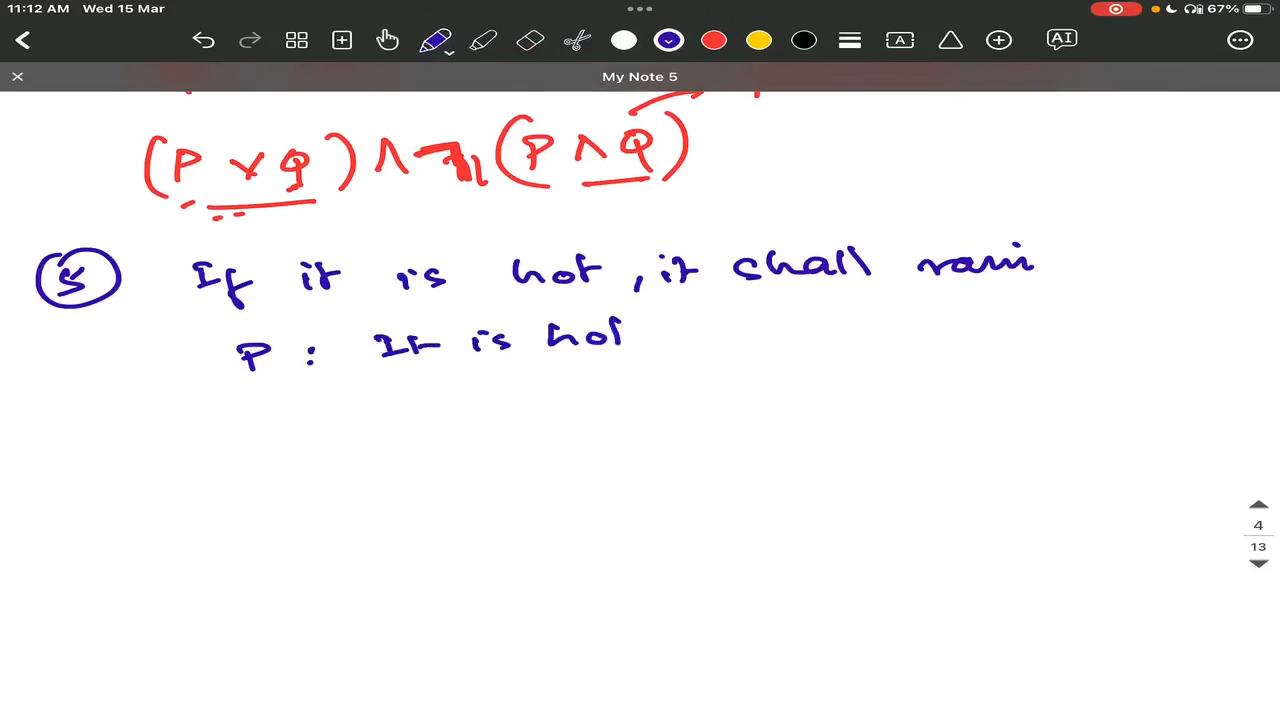 11:12 AM Wed 15 Mar
67%
AI
My Note 5
(P ∨ Q) ∧ ¬ (P ∧ Q)
5 If it is hot, it shall rain
P : It is hot
4
13